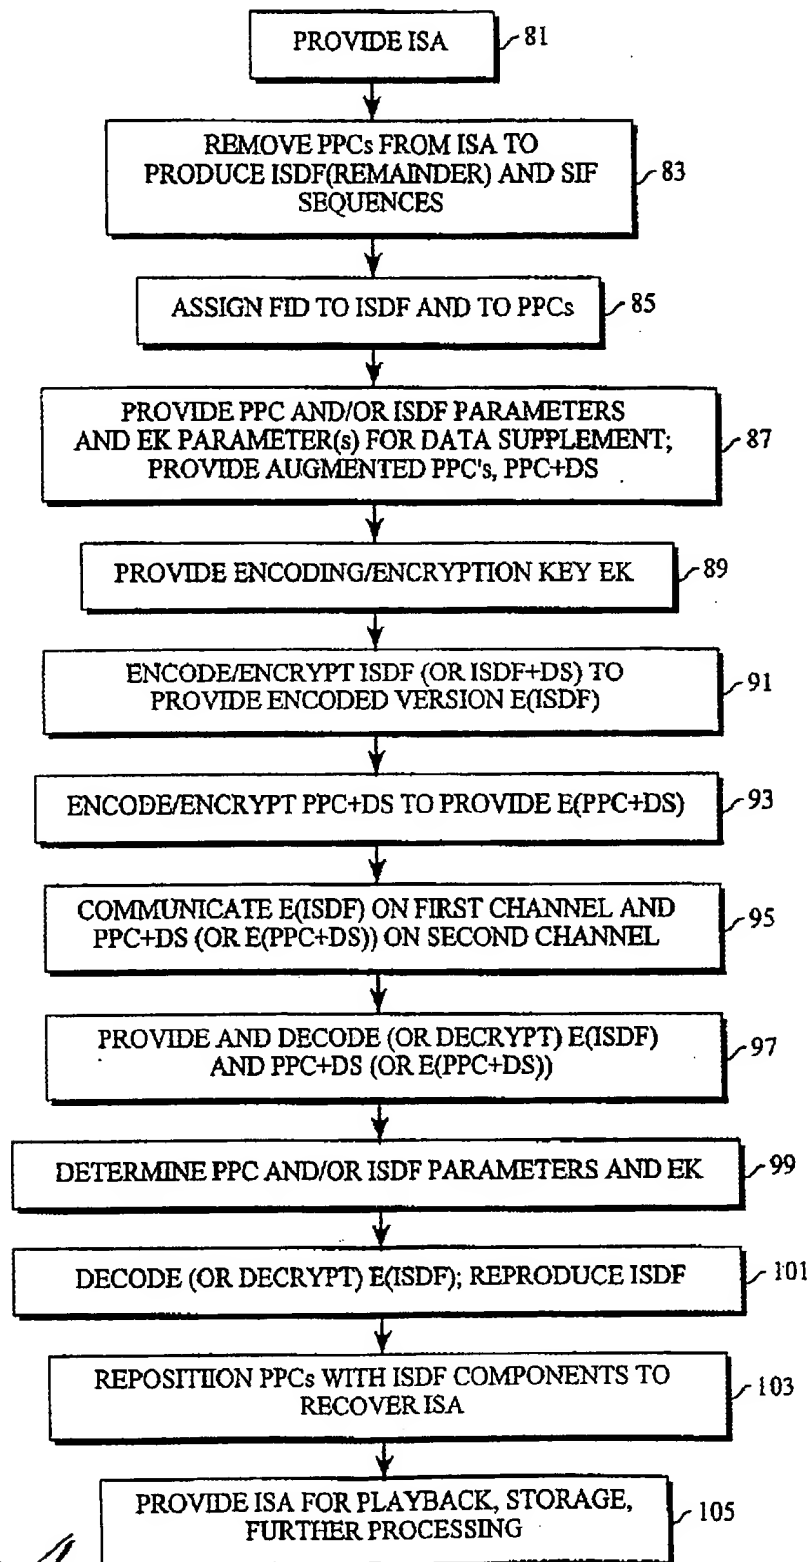 PROVIDE ISA
81
REMOVE PPCs FROM ISA TO
PRODUCE ISDF(REMAINDER) AND SIF
SEQUENCES
83
ASSIGN FID TO ISDF AND TO PPCs
85
PROVIDE PPC AND/OR ISDF PARAMETERS
AND EK PARAMETER(s) FOR DATA SUPPLEMENT;
PROVIDE AUGMENTED PPC's, PPC+DS
87
PROVIDE ENCODING/ENCRYPTION KEY EK
89
ENCODE/ENCRYPT ISDF (OR ISDF+DS) TO
PROVIDE ENCODED VERSION E(ISDF)
91
ENCODE/ENCRYPT PPC+DS TO PROVIDE E(PPC+DS)
93
COMMUNICATE E(ISDF) ON FIRST CHANNEL AND
PPC+DS (OR E(PPC+DS)) ON SECOND CHANNEL
95
PROVIDE AND DECODE (OR DECRYPT) E(ISDF)
AND PPC+DS (OR E(PPC+DS))
97
DETERMINE PPC AND/OR ISDF PARAMETERS AND EK
99
DECODE (OR DECRYPT) E(ISDF); REPRODUCE ISDF
101
REPOSITION PPCs WITH ISDF COMPONENTS TO
RECOVER ISA
103
PROVIDE ISA FOR PLAYBACK, STORAGE,
FURTHER PROCESSING
105